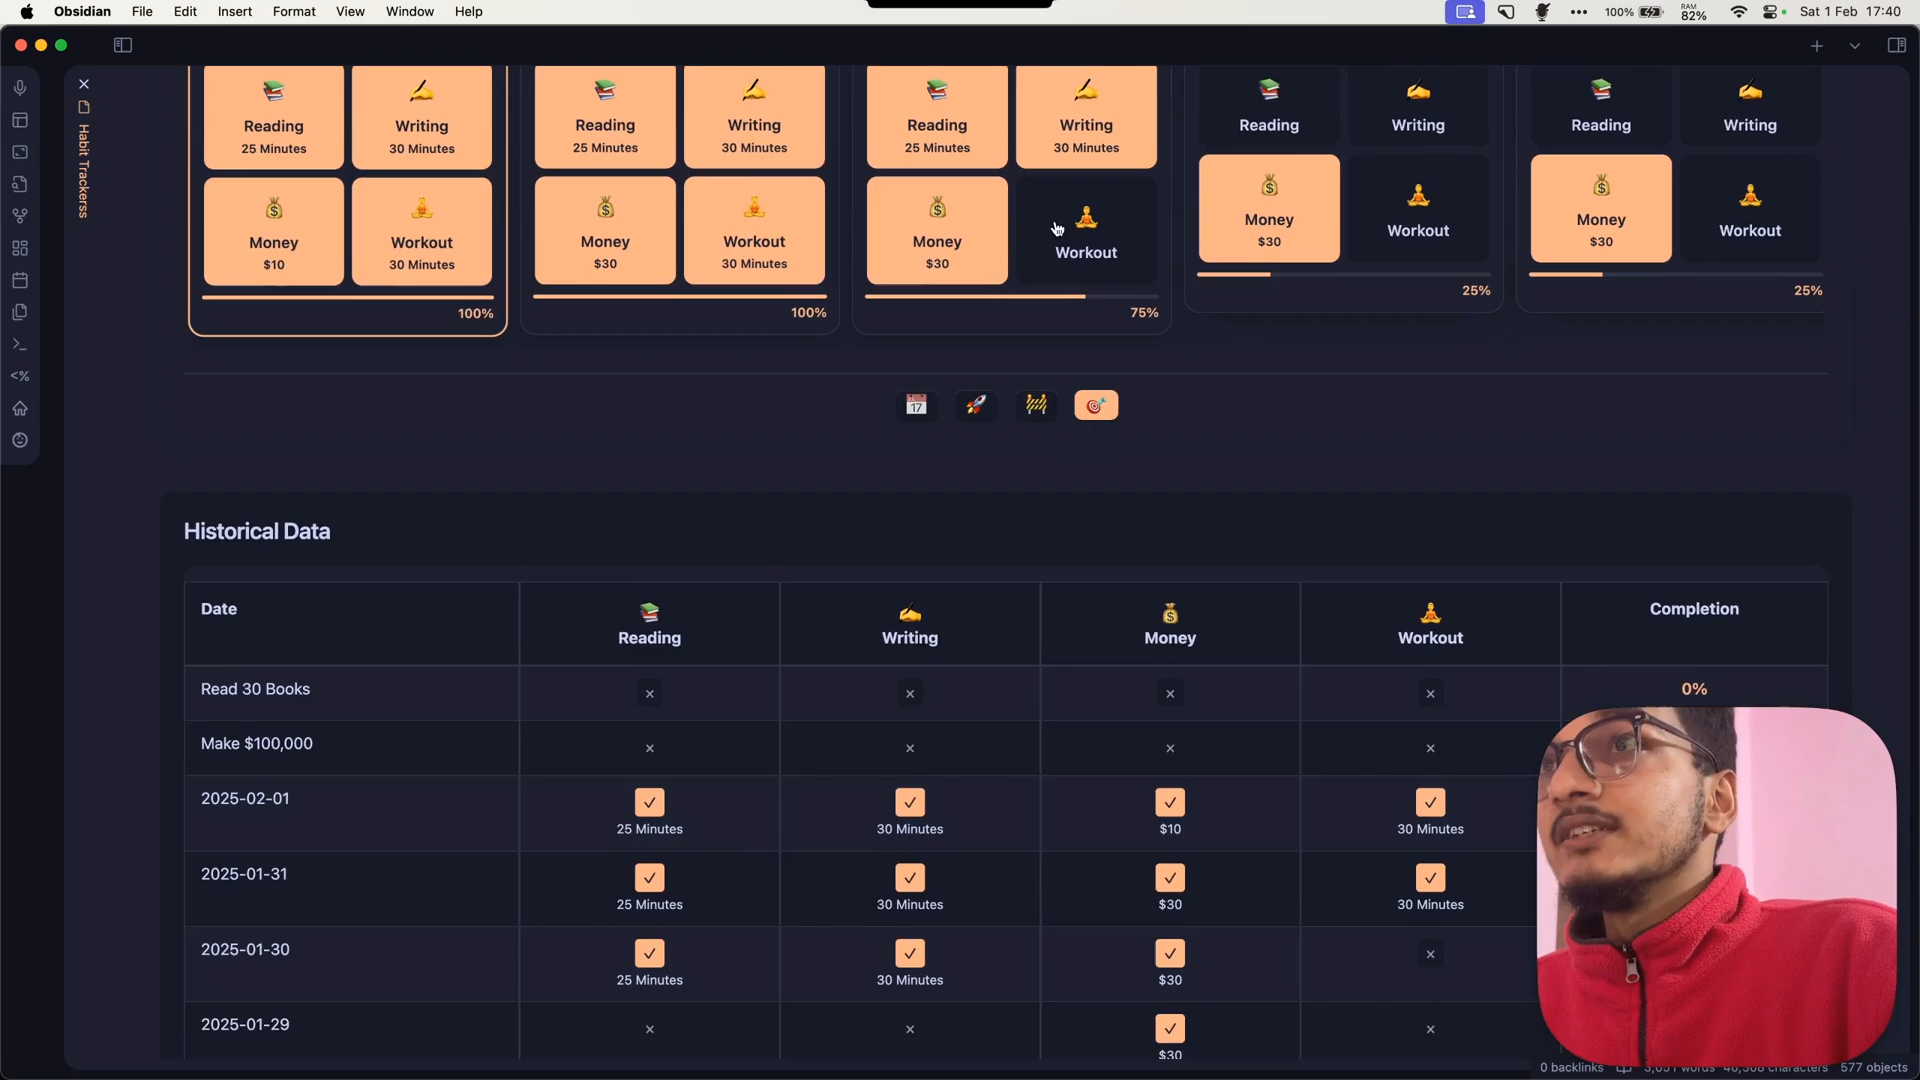 Obsidian File Edit Insert Format View Window Help
100% RAM 82% Sat 1 Feb 17:40
Habit Trackerss
Reading Writing Reading Writing Reading Writing Reading Writing Reading Writing
25 Minutes 30 Minutes 25 Minutes 30 Minutes 25 Minutes 30 Minutes
Money Workout Money Workout Money Workout Money Workout Money Workout
$10 30 Minutes $30 30 Minutes $30 $30 $30
100% 100% 75% 25% 25%
17
Historical Data
Date Reading Writing Money Workout Completion
Read 30 Books × × × × 0%
Make $100,000 × × × ×
2025-02-01 ✓ ✓ ✓ ✓
25 Minutes 30 Minutes $10 30 Minutes
2025-01-31 ✓ ✓ ✓ ✓
25 Minutes 30 Minutes $30 30 Minutes
2025-01-30 ✓ ✓ ✓ ×
25 Minutes 30 Minutes $30
2025-01-29 × × ✓ ×
$30
0 backlinks words characters 577 objects